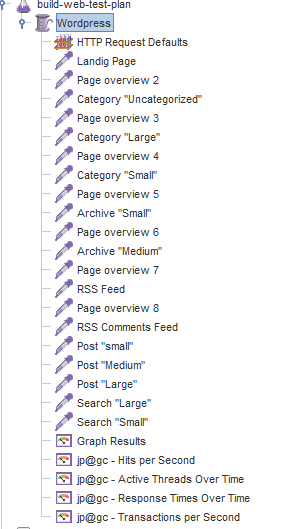 build-web-test-plan
Wordpress
HTTP Request Defaults
Landig Page
Page overview 2
Category "Uncategorized"
Page overview 3
Category "Large"
Page overview 4
Category "Small"
Page overview 5
Archive "Small"
Page overview 6
Archive "Medium"
Page overview 7
RSS Feed
Page overview 8
RSS Comments Feed
Post "small"
Post "Medium"
Post "Large"
Search "Large"
Search "Small"
Graph Results
jp@gc - Hits per Second
jp@gc - Active Threads Over Time
jp@gc - Response Times Over Time
jp@gc - Transactions per Second